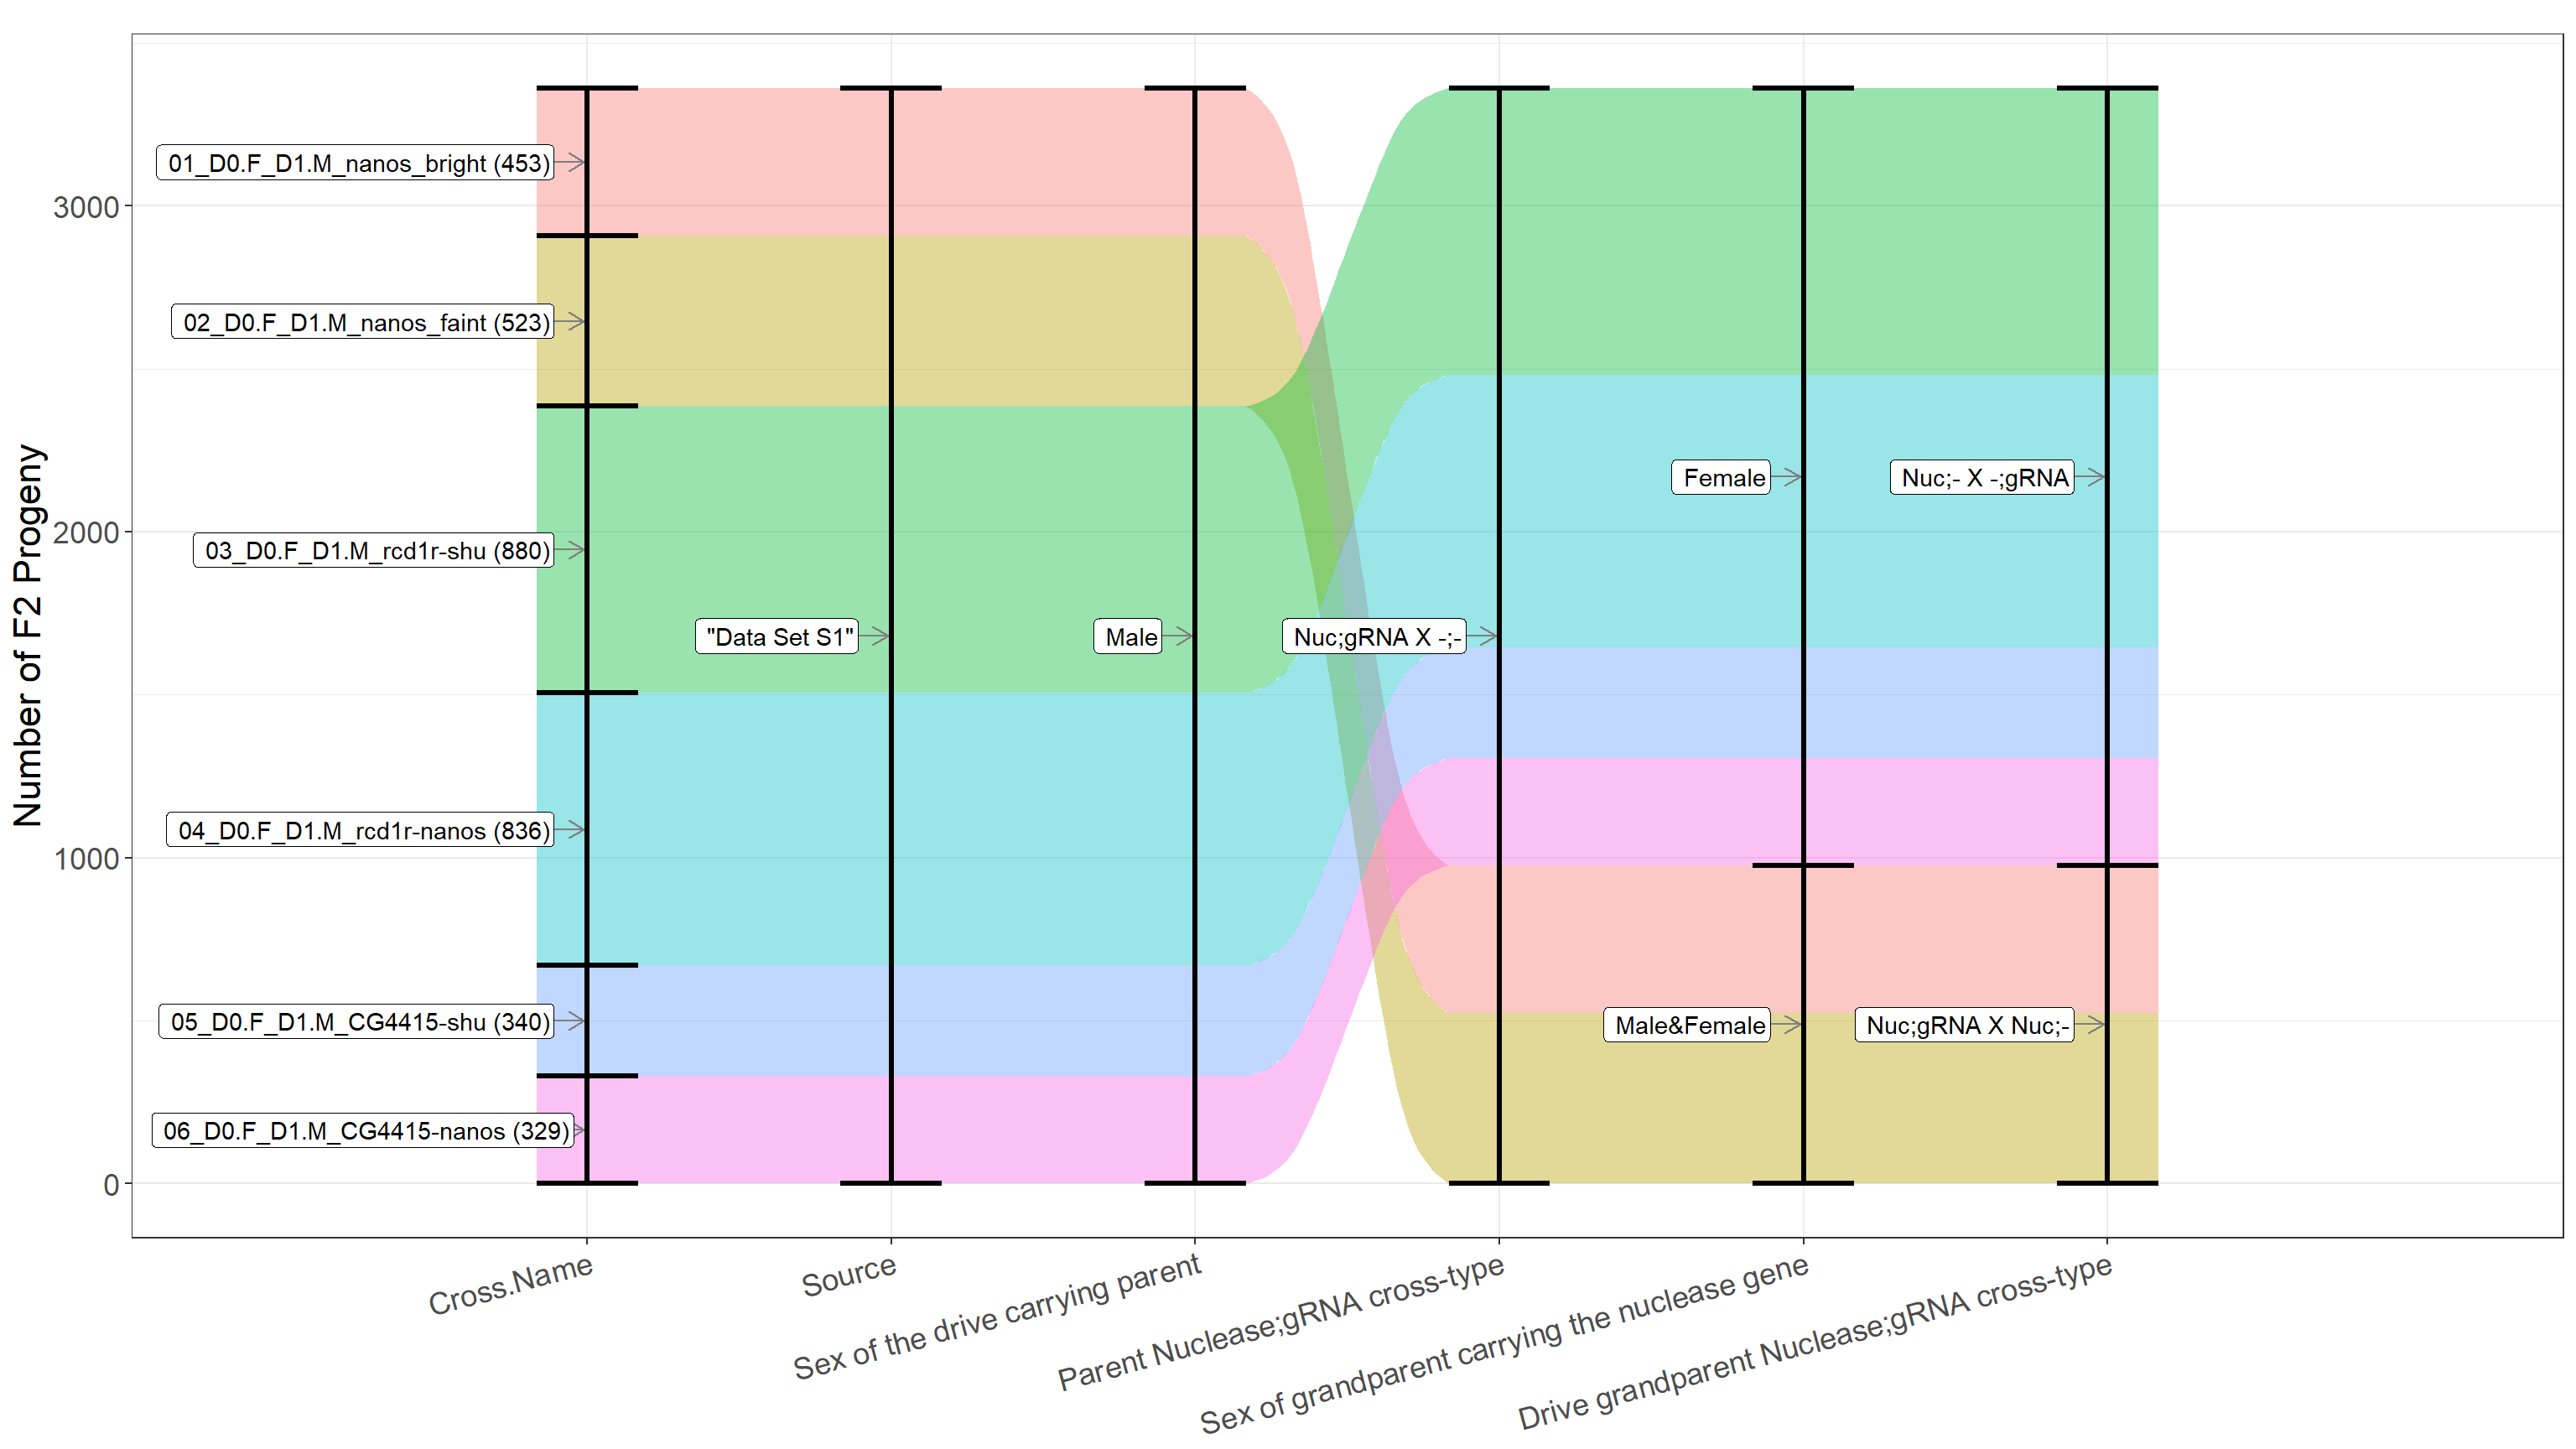 Number of F2 Progeny
3000
2000
1000
0
01_D0.F_D1.M_nanos_bright (453)
02_D0.F_D1.M_nanos_faint (523)
03_D0.F_D1.M_rcd1r-shu (880)
04_D0.F_D1.M_rcd1r-nanos (836)
05_D0.F_D1.M_CG4415-shu (340)
06_D0.F_D1.M_CG4415-nanos (329)
"Data Set S1"
Male
Nuc;gRNA X -;-
Female
Male&Female
Nuc;- X -;gRNA
Nuc;gRNA X Nuc;-
Cross.Name
Source
Sex of the drive carrying parent
Parent Nuclease;gRNA cross-type
Sex of grandparent carrying the nuclease gene
Drive grandparent Nuclease;gRNA cross-type